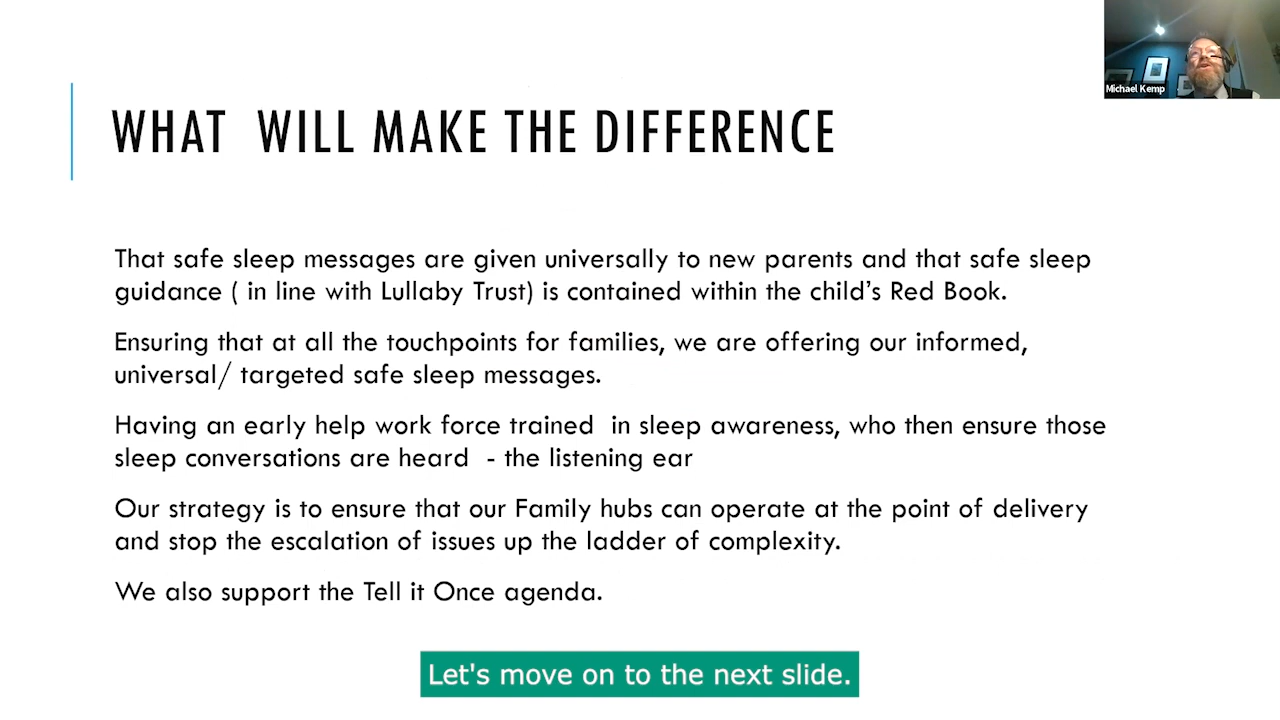 Michael Kemp
WHAT WILL MAKE THE DIFFERENCE
That safe sleep messages are given universally to new parents and that safe sleep
guidance ( in line with Lullaby Trust) is contained within the child's Red Book.
Ensuring that at all the touchpoints for families, we are offering our informed,
universal/ targeted safe sleep messages.
Having an early help work force trained in sleep awareness, who then ensure those
sleep conversations are heard - the listening ear
Our strategy is to ensure that our Family hubs can operate at the point of delivery
and stop the escalation of issues up the ladder of complexity.
We also support the Tell it Once agenda.
Let's move on to the next slide.